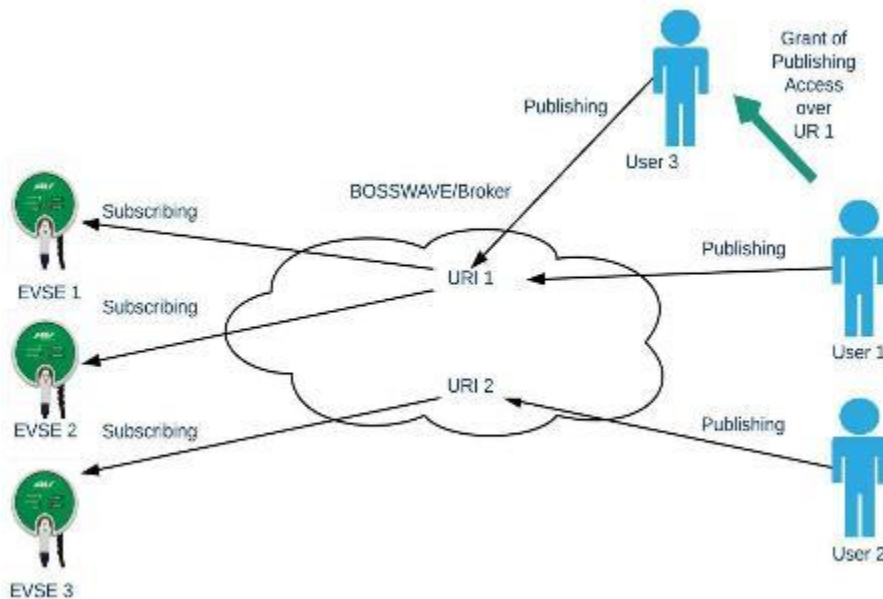 Grant of
Publishing
Access
over
UR 1
Publishing
User 3
BOSSWAVE/Broker
Subscribing
EVSE 1
URI 1
Publishing
User 1
Subscribing
EVSE 2
URI 2
Publishing
Subscribing
User 2
EVSE 3